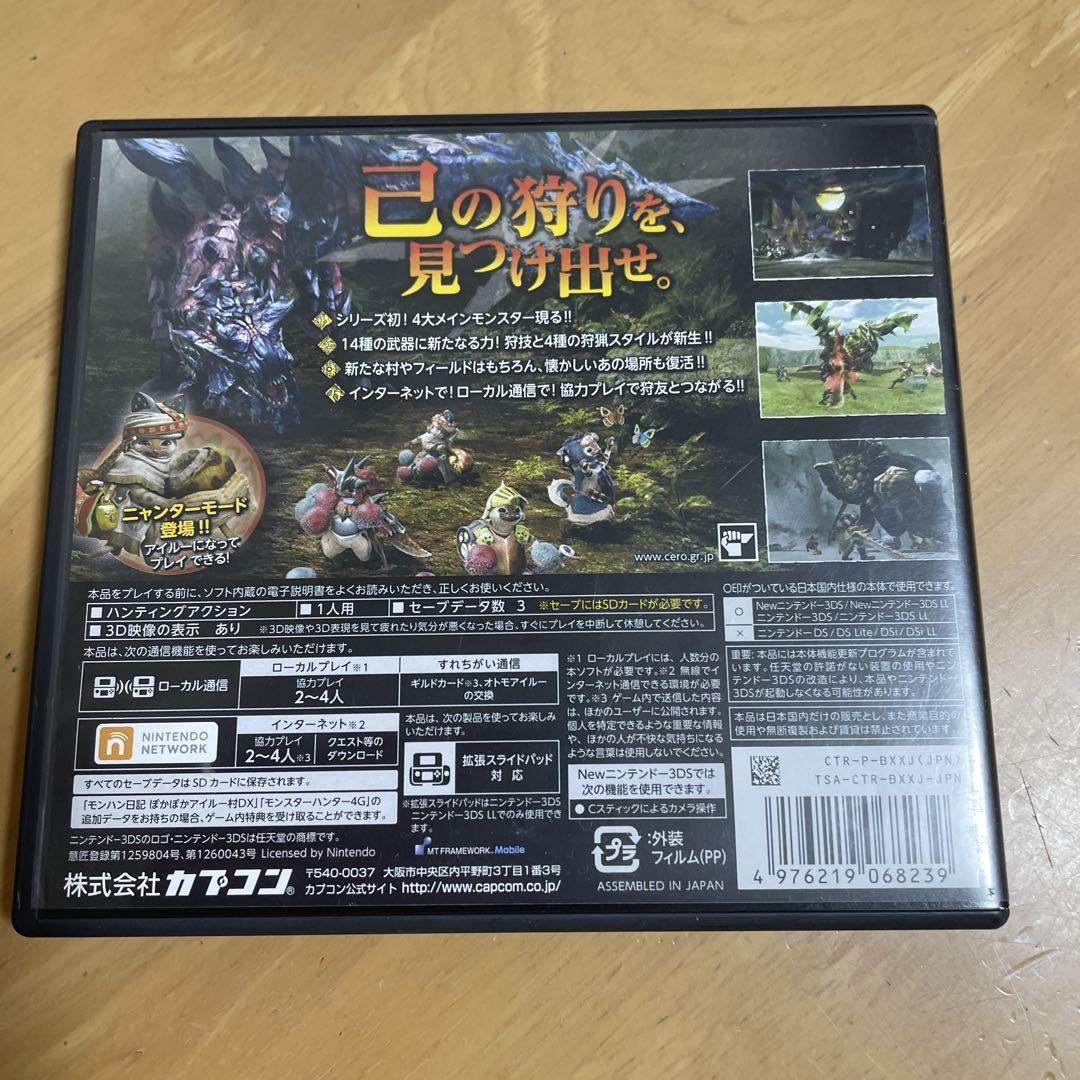 己の狩りを、
見つけ出せ。
シリーズ初! 4大メインモンスター現る!!
14種の武器に新たなる力! 狩技と4種の狩猟スタイルが新生!!
新たな村やフィールドはもちろん、懐かしいあの場所も復活!!
インターネットで! ローカル通信で! 協力プレイで狩友とつながる!!
ニャンターモード
登場!!
アイルーになって
プレイできる!
www.cero.gr.jp
本品をプレイする前に、ソフト内蔵の電子説明書をよくお読みいただき、正しくお使いください。
■ハンティングアクション ■1人用 ■セーブデータ数 3 ※セーブにはSDカードが必要です。
■3D映像の表示 あり ※3D映像や3D表現を見て疲れたり気分が悪くなった場合、すぐにプレイを中断して休憩してください。
本品は、次の通信機能を使ってお楽しみいただけます。
ローカル通信
ローカルプレイ※1
協力プレイ
2〜4人
すれちがい通信
ギルドカード※3、オトモアイルー
の交換
NINTENDO
NETWORK
インターネット※2
協力プレイ
2〜4人※3
クエスト等の
ダウンロード
すべてのセーブデータはSDカードに保存されます。
「モンハン日記 ぽかぽかアイルー村DX」「モンスターハンター4G」の
追加データをお持ちの場合、ゲーム内特典を受け取ることができます。
本品は、次の製品を使ってお楽しみ
いただけます。
拡張スライドパッド
対応
※拡張スライドパッドはニンテンドー3DS
ニンテンドー3DS LLでのみ使用でき
ます。
MT FRAMEWORK Mobile
※1 ローカルプレイには、人数分の
本ソフトが必要です。※2 無線でイ
ンターネット通信できる環境が必要
です。※3 ゲーム内で送信した内容
は、ほかのユーザーに公開されます。
個人を特定できるような重要な情報
や、ほかの人が不快な気持ちになる
ような言葉は使用しないでください。
Newニンテンドー3DSでは
次の機能を使用できます。
●Cスティックによるカメラ操作
プラ
:外装
フィルム(PP)
ASSEMBLED IN JAPAN
○印がついている日本国内仕様の本体で使用できます。
○ Newニンテンドー3DS/Newニンテンドー3DS LL
ニンテンドー3DS/ニンテンドー3DS LL
× ニンテンドーDS/DS Lite/DSi/DSi LL
重要:本品には本体機能更新プログラムが含まれて
います。任天堂の許諾がない装置の使用やニン
テンドー3DSの改造により、本品やニンテンドー
3DSが起動しなくなる可能性があります。
本品は日本国内だけの販売とし、また商業目的の
使用や無断複製および賃貸は禁止されています。
CTR-P-BXXJ(JPN)
TSA-CTR-BXXJ-JPN
4 976219 068239
ニンテンドー3DSのロゴ・ニンテンドー3DSは任天堂の商標です。
意匠登録第1259804号、第1260043号 Licensed by Nintendo
株式会社カプコン®
〒540-0037 大阪市中央区内平野町3丁目1番3号
カプコン公式サイト http://www.capcom.co.jp/